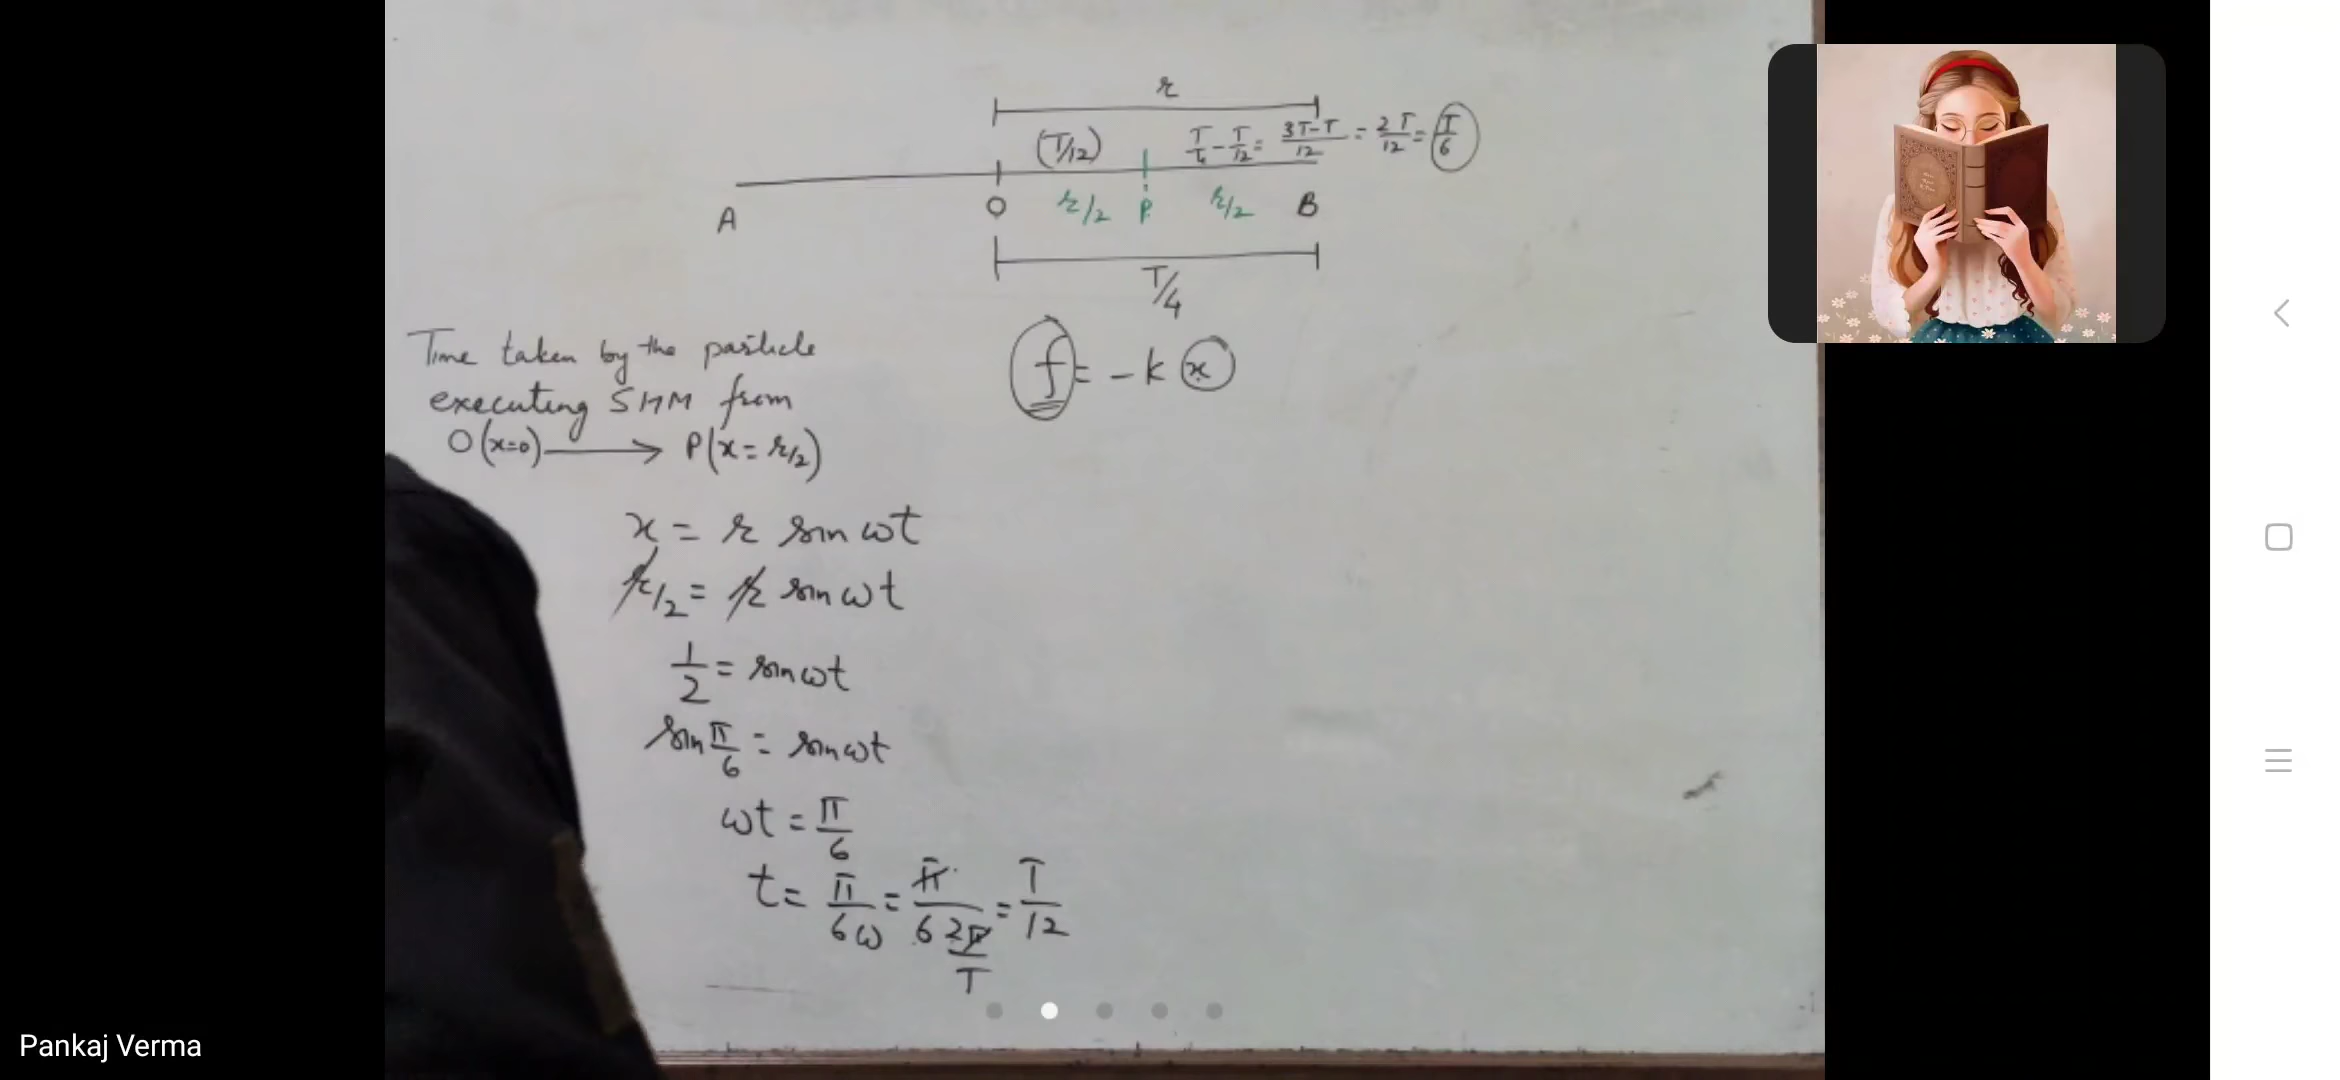 r
(T/12) T/4 - T/12 = 3T-T/12 = 2T/12 = T/6
A O r/2 P r/2 B
T/4
f = - k x
Time taken by the particle
executing SHM from
O(x=0) → P(x = r/2)
x = r sin ωt
r/2 = r sin ωt
1/2 = sin ωt
sin π/6 = sin ωt
ωt = π/6
t = π/6ω = π/6 2π/T = T/12
Pankaj Verma